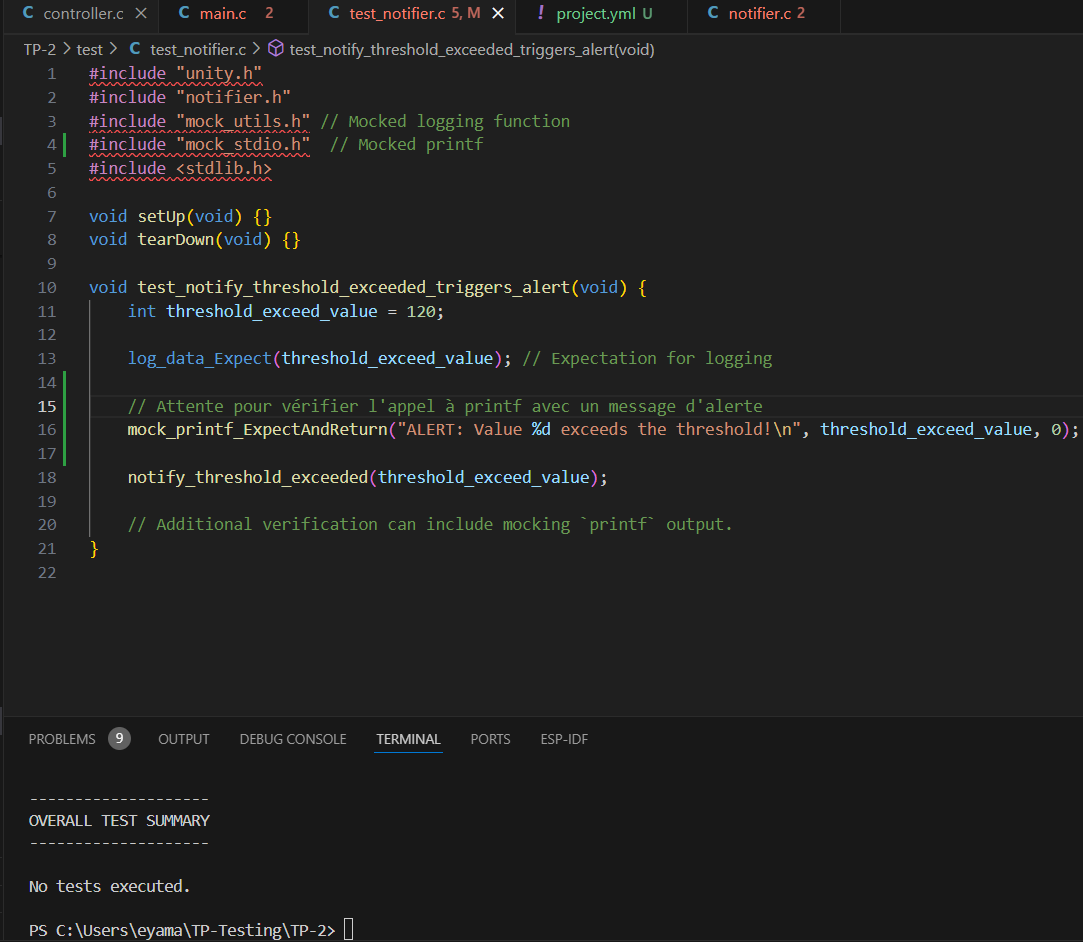 C controller.c × C main.c 2 C test_notifier.c 5, M × ! project.yml U C notifier.c 2
TP-2 > test > C test_notifier.c > test_notify_threshold_exceeded_triggers_alert(void)
1 #include "unity.h"
2 #include "notifier.h"
3 #include "mock_utils.h" // Mocked logging function
4 #include "mock_stdio.h"  // Mocked printf
5 #include <stdlib.h>
6
7 void setUp(void) {}
8 void tearDown(void) {}
9
10 void test_notify_threshold_exceeded_triggers_alert(void) {
11     int threshold_exceed_value = 120;
12
13     log_data_Expect(threshold_exceed_value); // Expectation for logging
14
15     // Attente pour vérifier l'appel à printf avec un message d'alerte
16     mock_printf_ExpectAndReturn("ALERT: Value %d exceeds the threshold!\n", threshold_exceed_value, 0);
17
18     notify_threshold_exceeded(threshold_exceed_value);
19
20     // Additional verification can include mocking `printf` output.
21 }
22
PROBLEMS 9 OUTPUT DEBUG CONSOLE TERMINAL PORTS ESP-IDF
--------------------
OVERALL TEST SUMMARY
--------------------
No tests executed.
PS C:\Users\eyama\TP-Testing\TP-2>